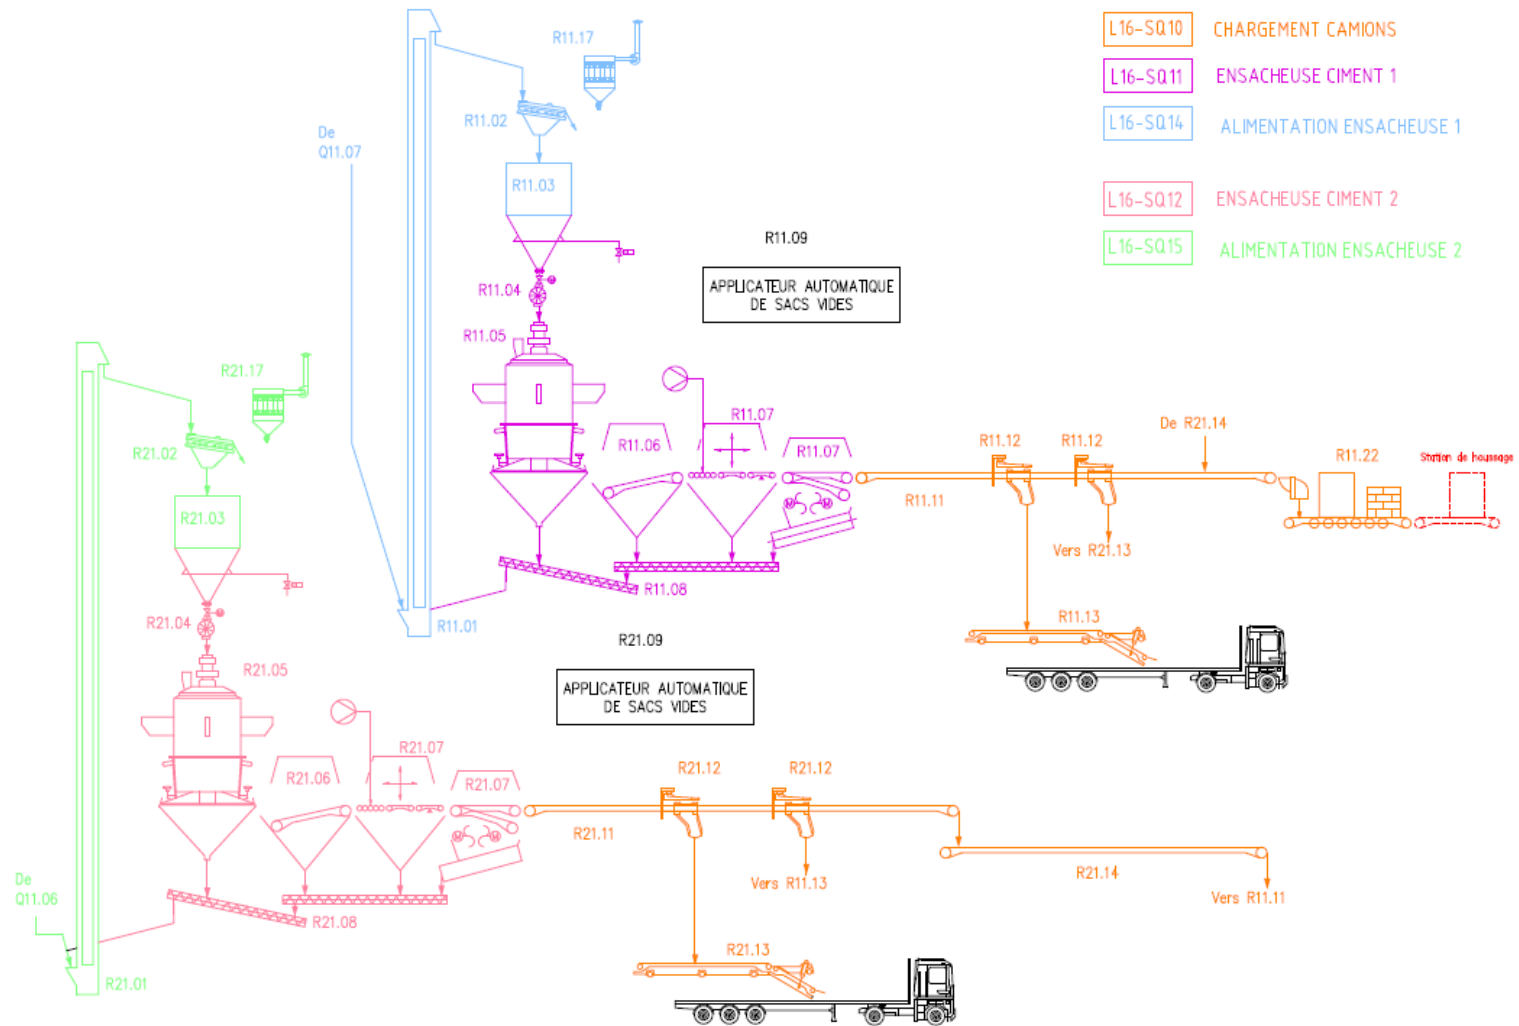 L16-SQ10 CHARGEMENT CAMIONS
L16-SQ11 ENSACHEUSE CIMENT 1
L16-SQ14 ALIMENTATION ENSACHEUSE 1
L16-SQ12 ENSACHEUSE CIMENT 2
L16-SQ15 ALIMENTATION ENSACHEUSE 2
R11.17
R11.02
De
Q11.07
R11.03
R11.09
APPLICATEUR AUTOMATIQUE
DE SACS VIDES
R11.04
R11.05
R11.07
R11.06
R11.07
R11.08
R11.01
De R21.14
R11.12
R11.12
R11.11
R11.22
Station de houssage
Vers R21.13
R11.13
R21.17
R21.02
R21.03
R21.04
R21.05
R21.09
APPLICATEUR AUTOMATIQUE
DE SACS VIDES
R21.07
R21.06
R21.07
M
M
M
M
R21.08
De
Q11.06
R21.01
R21.12
R21.12
R21.11
Vers R11.13
R21.14
Vers R11.11
R21.13